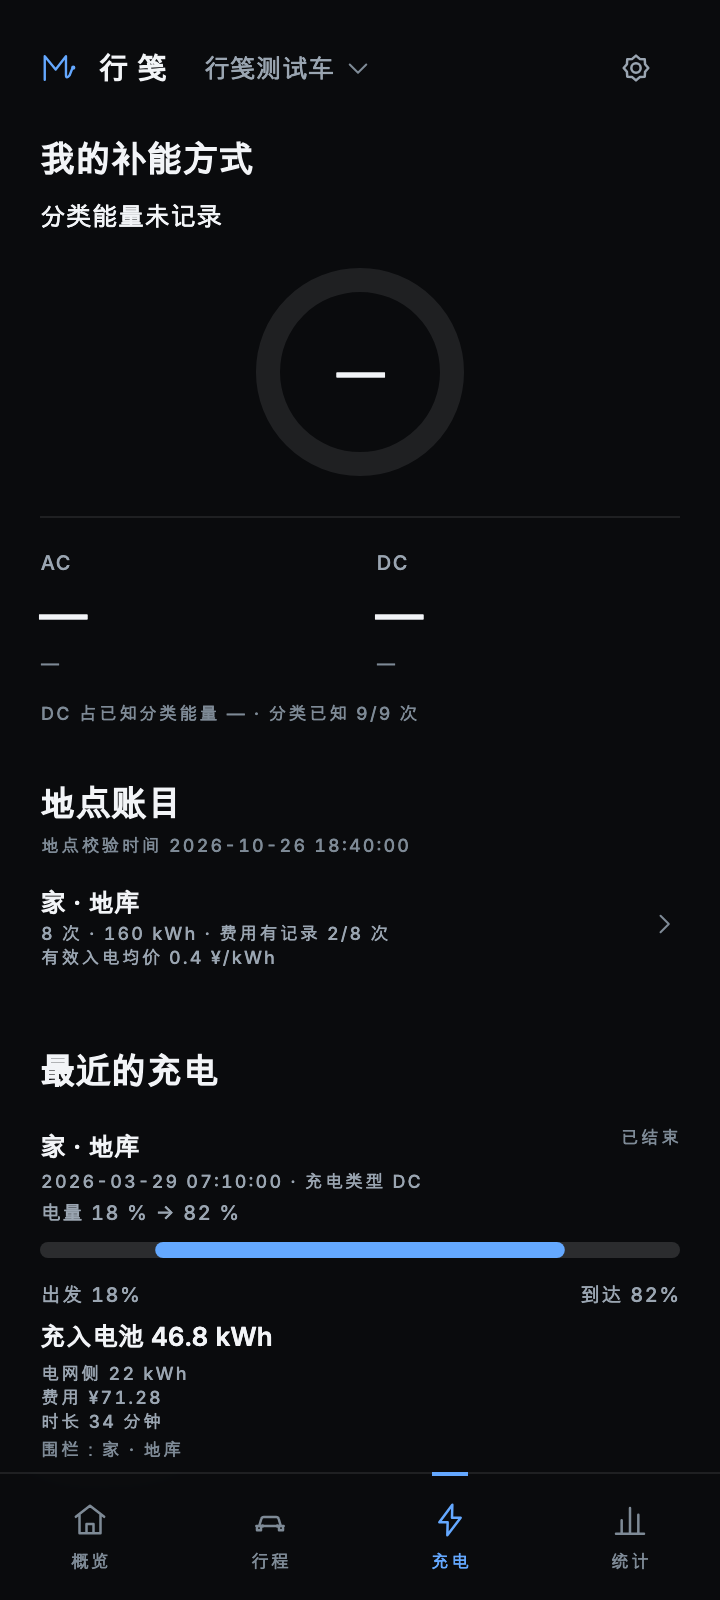 行笺 行笺测试车
我的补能方式
分类能量未记录
—
AC DC
— —
— —
DC 占已知分类能量 — · 分类已知 9/9 次
地点账目
地点校验时间 2026-10-26 18:40:00
家 · 地库
8 次 · 160 kWh · 费用有记录 2/8 次
有效入电均价 0.4 ¥/kWh
最近的充电
家 · 地库 已结束
2026-03-29 07:10:00 · 充电类型 DC
电量 18 % → 82 %
出发 18% 到达 82%
充入电池 46.8 kWh
电网侧 22 kWh
费用 ¥71.28
时长 34 分钟
围栏：家 · 地库
概览 行程 充电 统计